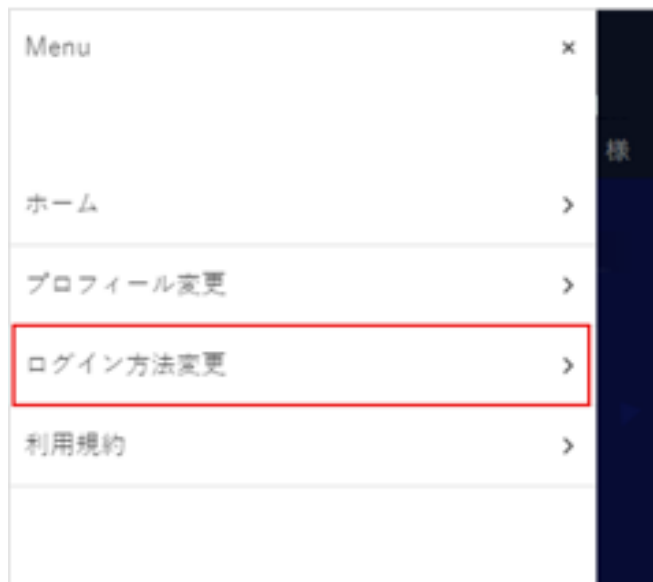 Menu ×
様
ホーム
プロフィール変更
ログイン方法変更
利用規約